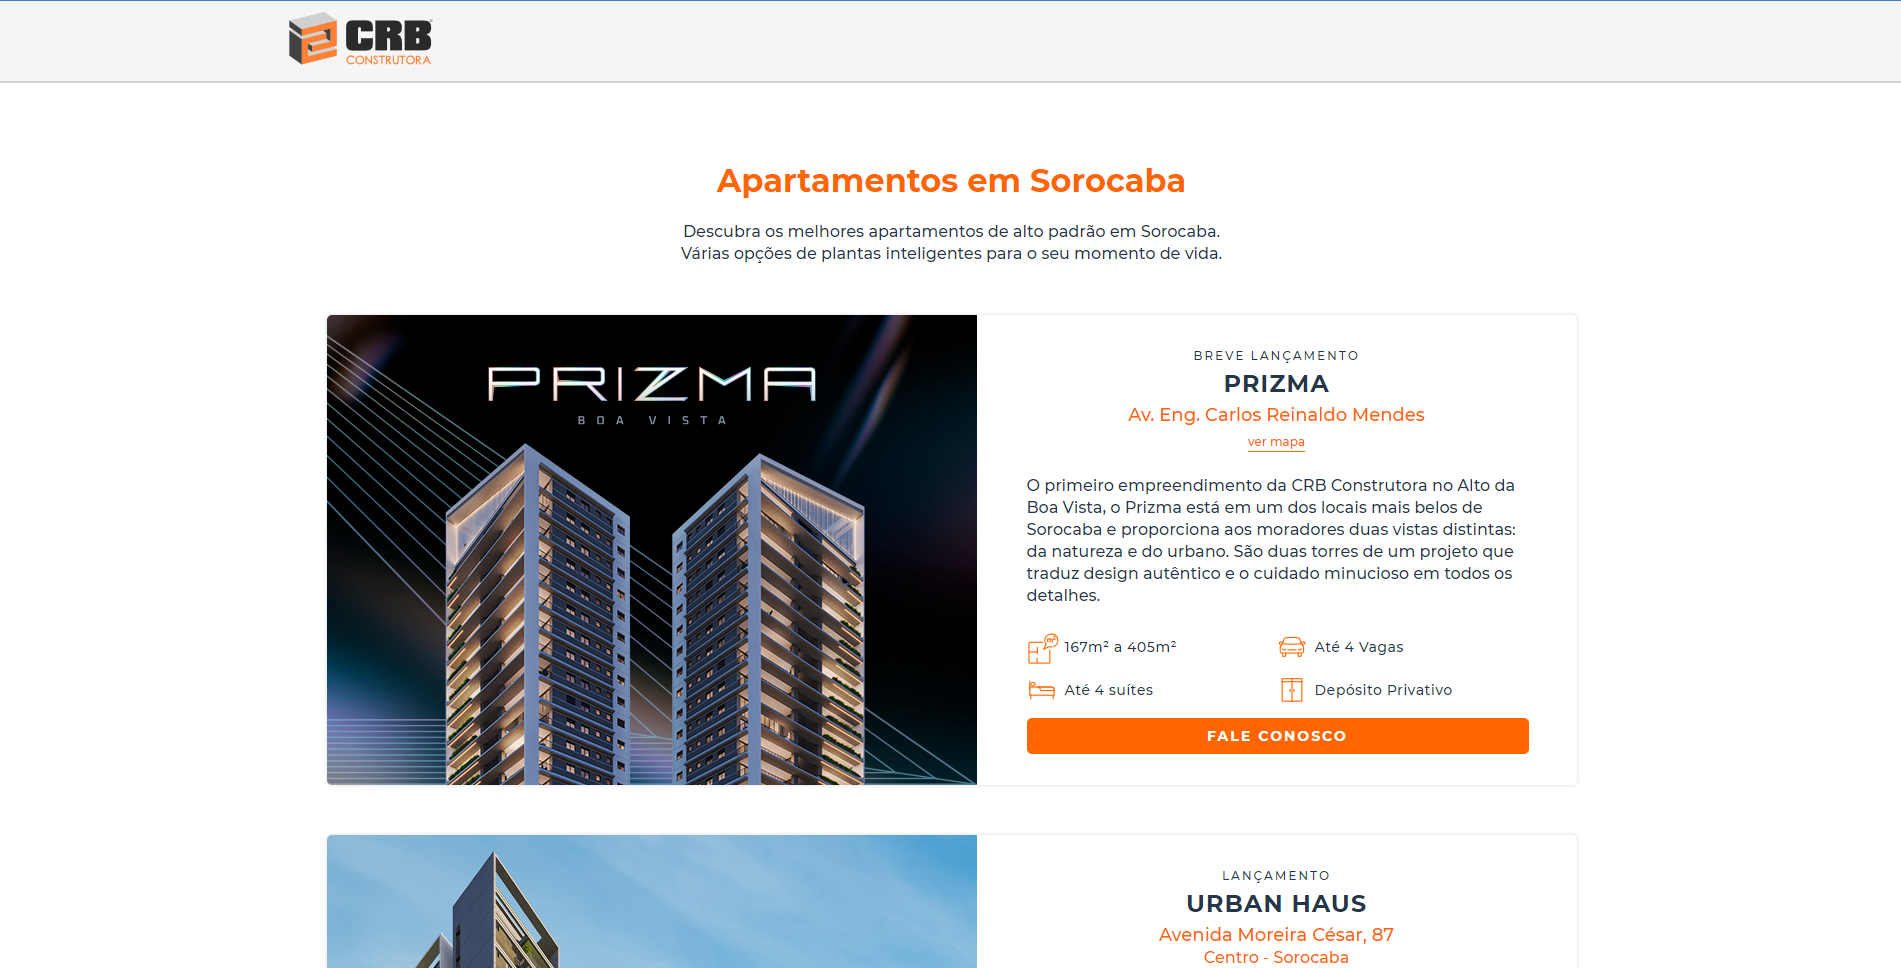 CRB
CONSTRUTORA
Apartamentos em Sorocaba
Descubra os melhores apartamentos de alto padrão em Sorocaba.
Várias opções de plantas inteligentes para o seu momento de vida.
PRIZMA
BOA VISTA
BREVE LANÇAMENTO
PRIZMA
Av. Eng. Carlos Reinaldo Mendes
ver mapa
O primeiro empreendimento da CRB Construtora no Alto da
Boa Vista, o Prizma está em um dos locais mais belos de
Sorocaba e proporciona aos moradores duas vistas distintas:
da natureza e do urbano. São duas torres de um projeto que
traduz design autêntico e o cuidado minucioso em todos os
detalhes.
m²
167m² a 405m²
Até 4 Vagas
Até 4 suítes
Depósito Privativo
FALE CONOSCO
LANÇAMENTO
URBAN HAUS
Avenida Moreira César, 87
Centro - Sorocaba